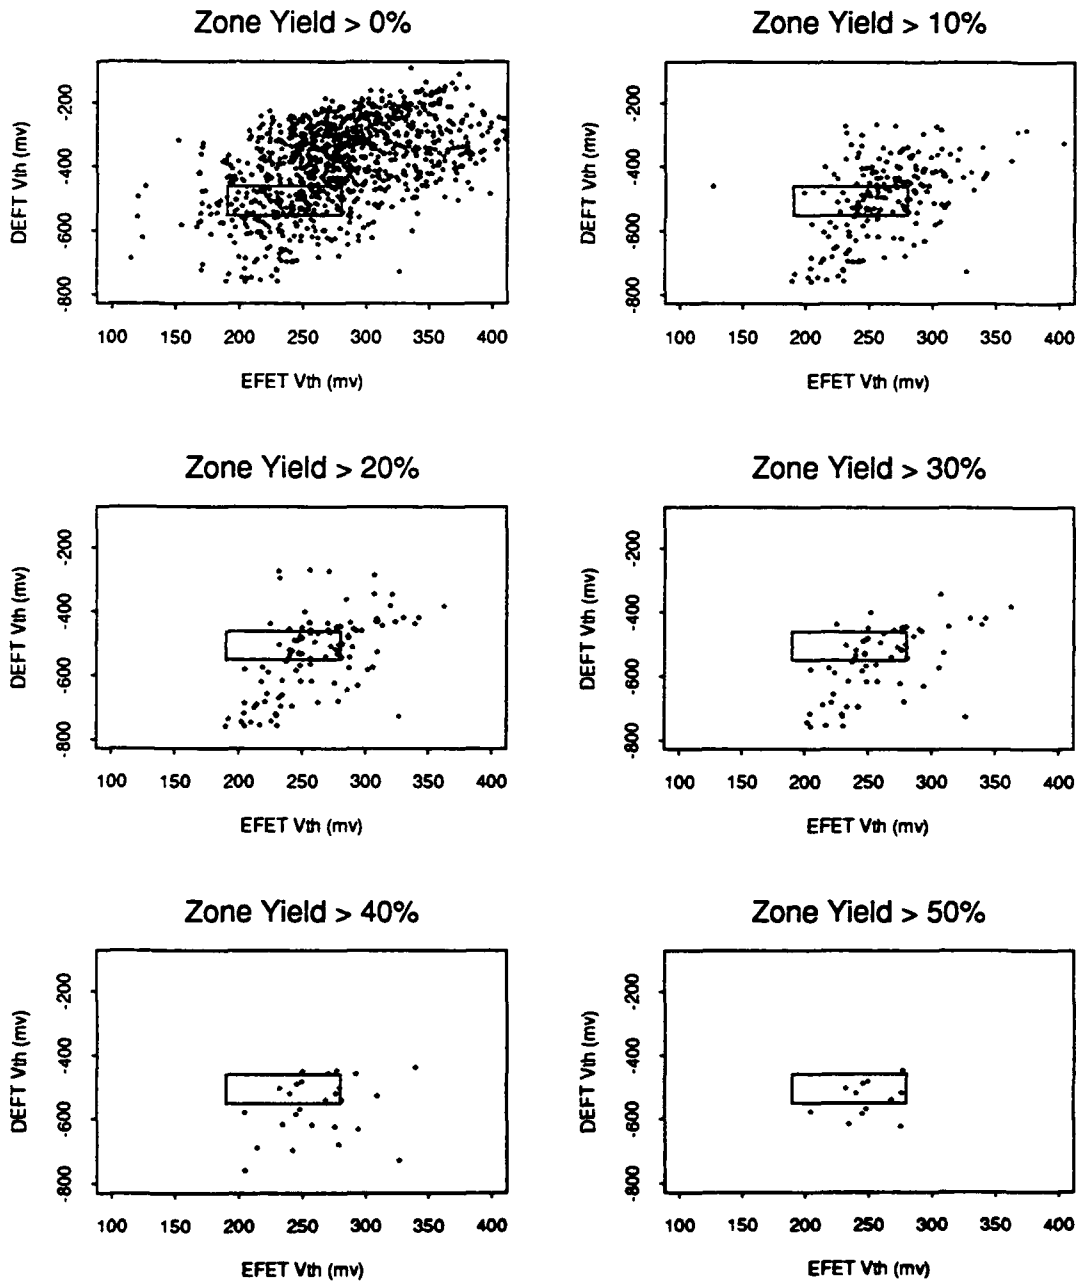 Zone Yield > 0%
DEFT Vth (mv)
-200
-400
-600
-800
100 150 200 250 300 350 400
EFET Vth (mv)
Zone Yield > 10%
DEFT Vth (mv)
-200
-400
-600
-800
100 150 200 250 300 350 400
EFET Vth (mv)
Zone Yield > 20%
DEFT Vth (mv)
-200
-400
-600
-800
100 150 200 250 300 350 400
EFET Vth (mv)
Zone Yield > 30%
DEFT Vth (mv)
-200
-400
-600
-800
100 150 200 250 300 350 400
EFET Vth (mv)
Zone Yield > 40%
DEFT Vth (mv)
-200
-400
-600
-800
100 150 200 250 300 350 400
EFET Vth (mv)
Zone Yield > 50%
DEFT Vth (mv)
-200
-400
-600
-800
100 150 200 250 300 350 400
EFET Vth (mv)